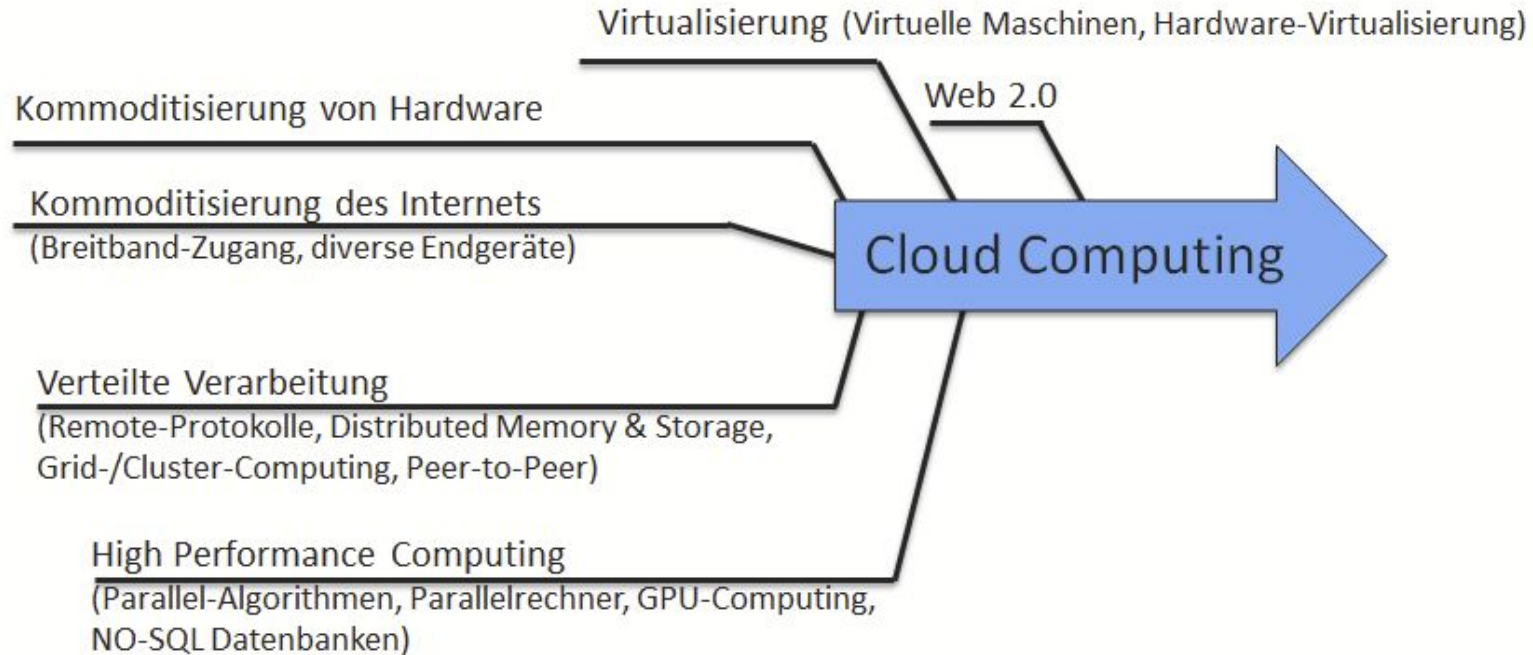 Virtualisierung (Virtuelle Maschinen, Hardware-Virtualisierung)
Web 2.0
Kommoditisierung von Hardware
Kommoditisierung des Internets
(Breitband-Zugang, diverse Endgeräte)
Cloud Computing
Verteilte Verarbeitung
(Remote-Protokolle, Distributed Memory & Storage,
Grid-/Cluster-Computing, Peer-to-Peer)
High Performance Computing
(Parallel-Algorithmen, Parallelrechner, GPU-Computing,
NO-SQL Datenbanken)